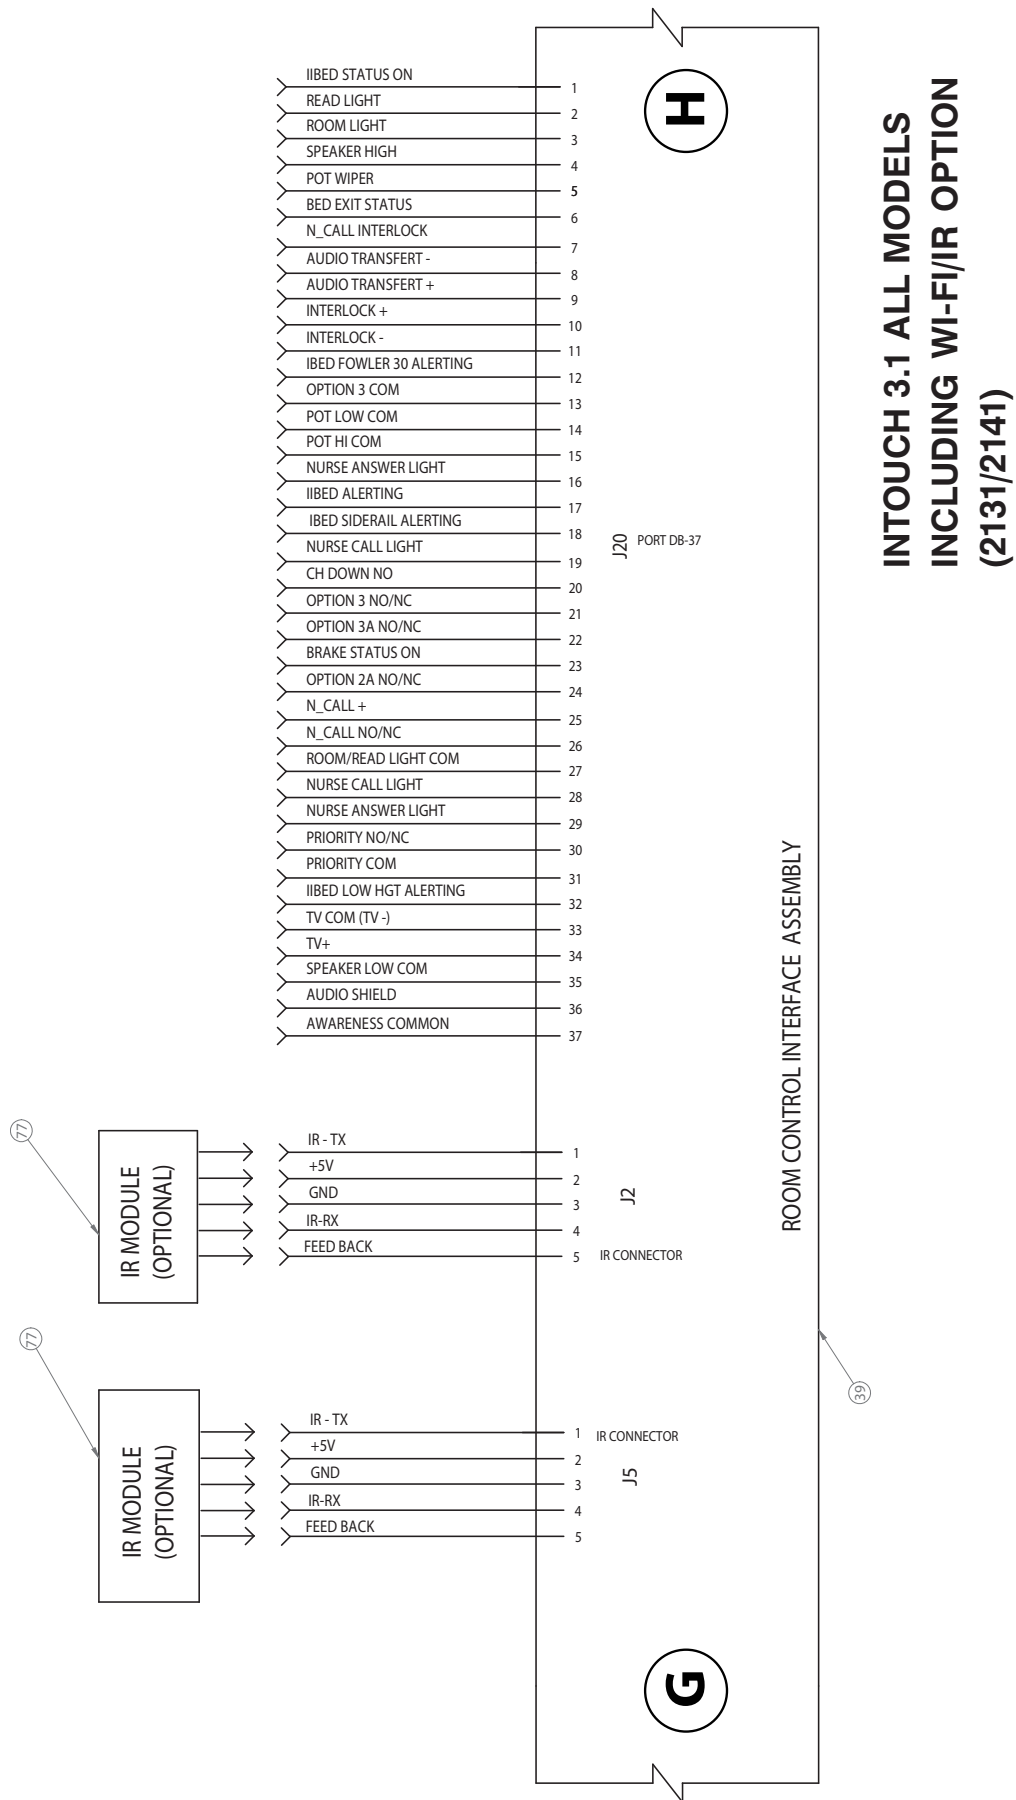 H
INTOUCH 3.1 ALL MODELS
INCLUDING WI-FI/IR OPTION
(2131/2141)
IIBED STATUS ON 1
READ LIGHT 2
ROOM LIGHT 3
SPEAKER HIGH 4
POT WIPER 5
BED EXIT STATUS 6
N_CALL INTERLOCK 7
AUDIO TRANSFERT - 8
AUDIO TRANSFERT + 9
INTERLOCK + 10
INTERLOCK - 11
IBED FOWLER 30 ALERTING 12
OPTION 3 COM 13
POT LOW COM 14
POT HI COM 15
NURSE ANSWER LIGHT 16
IIBED ALERTING 17
IBED SIDERAIL ALERTING 18
NURSE CALL LIGHT 19
CH DOWN NO 20
OPTION 3 NO/NC 21
OPTION 3A NO/NC 22
BRAKE STATUS ON 23
OPTION 2A NO/NC 24
N_CALL + 25
N_CALL NO/NC 26
ROOM/READ LIGHT COM 27
NURSE CALL LIGHT 28
NURSE ANSWER LIGHT 29
PRIORITY NO/NC 30
PRIORITY COM 31
IIBED LOW HGT ALERTING 32
TV COM (TV -) 33
TV+ 34
SPEAKER LOW COM 35
AUDIO SHIELD 36
AWARENESS COMMON 37
J20 PORT DB-37
ROOM CONTROL INTERFACE ASSEMBLY
77
IR MODULE
(OPTIONAL)
IR - TX 1
+5V 2
GND 3
IR-RX 4
FEED BACK 5
J2
IR CONNECTOR
77
IR MODULE
(OPTIONAL)
IR - TX 1
+5V 2
GND 3
IR-RX 4
FEED BACK 5
IR CONNECTOR
J5
39
G